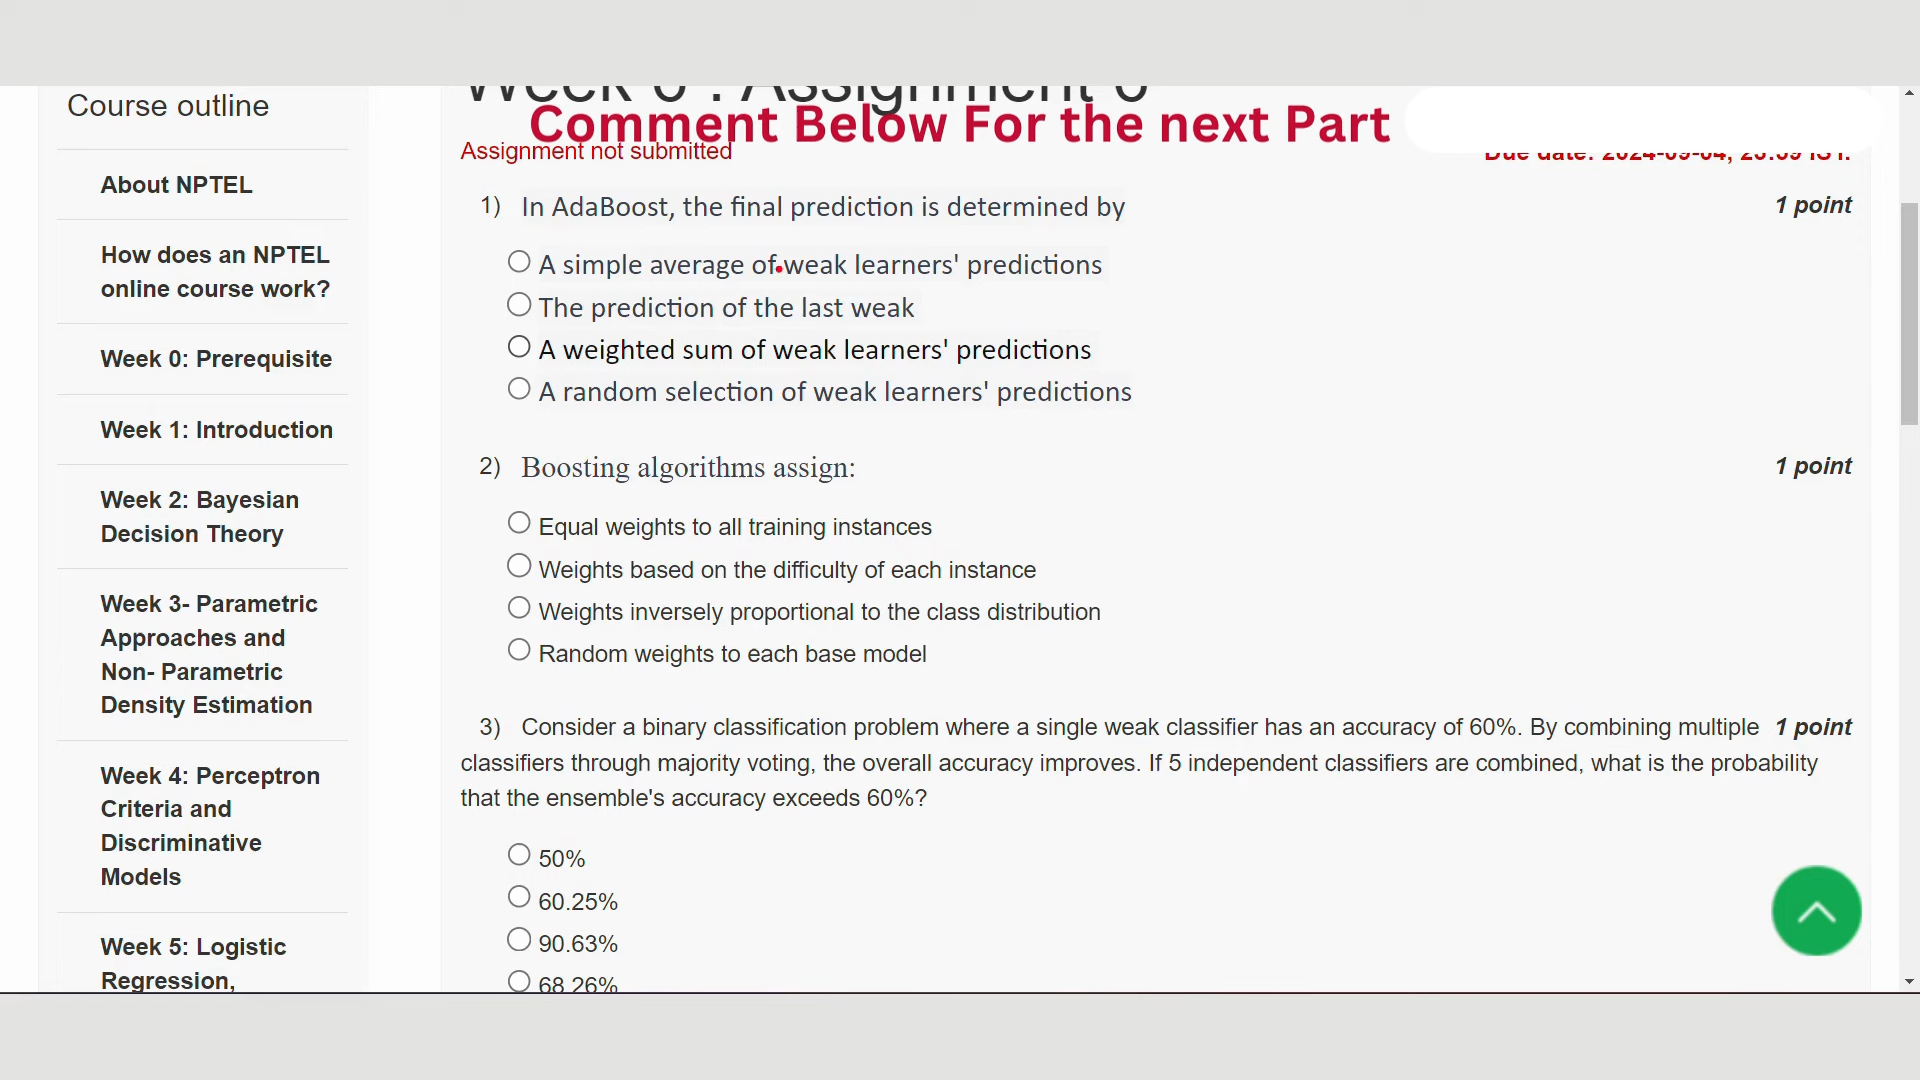 Course outline
About NPTEL
How does an NPTEL
online course work?
Week 0: Prerequisite
Week 1: Introduction
Week 2: Bayesian
Decision Theory
Week 3- Parametric
Approaches and
Non- Parametric
Density Estimation
Week 4: Perceptron
Criteria and
Discriminative
Models
Week 5: Logistic
Regression,
Comment Below For the next Part
Assignment not submitted
Due date: 2024-09-04, 23:59 IST.
1) In AdaBoost, the final prediction is determined by 1 point
A simple average of weak learners' predictions
The prediction of the last weak
A weighted sum of weak learners' predictions
A random selection of weak learners' predictions
2) Boosting algorithms assign: 1 point
Equal weights to all training instances
Weights based on the difficulty of each instance
Weights inversely proportional to the class distribution
Random weights to each base model
3) Consider a binary classification problem where a single weak classifier has an accuracy of 60%. By combining multiple 1 point
classifiers through majority voting, the overall accuracy improves. If 5 independent classifiers are combined, what is the probability
that the ensemble's accuracy exceeds 60%?
50%
60.25%
90.63%
68.26%